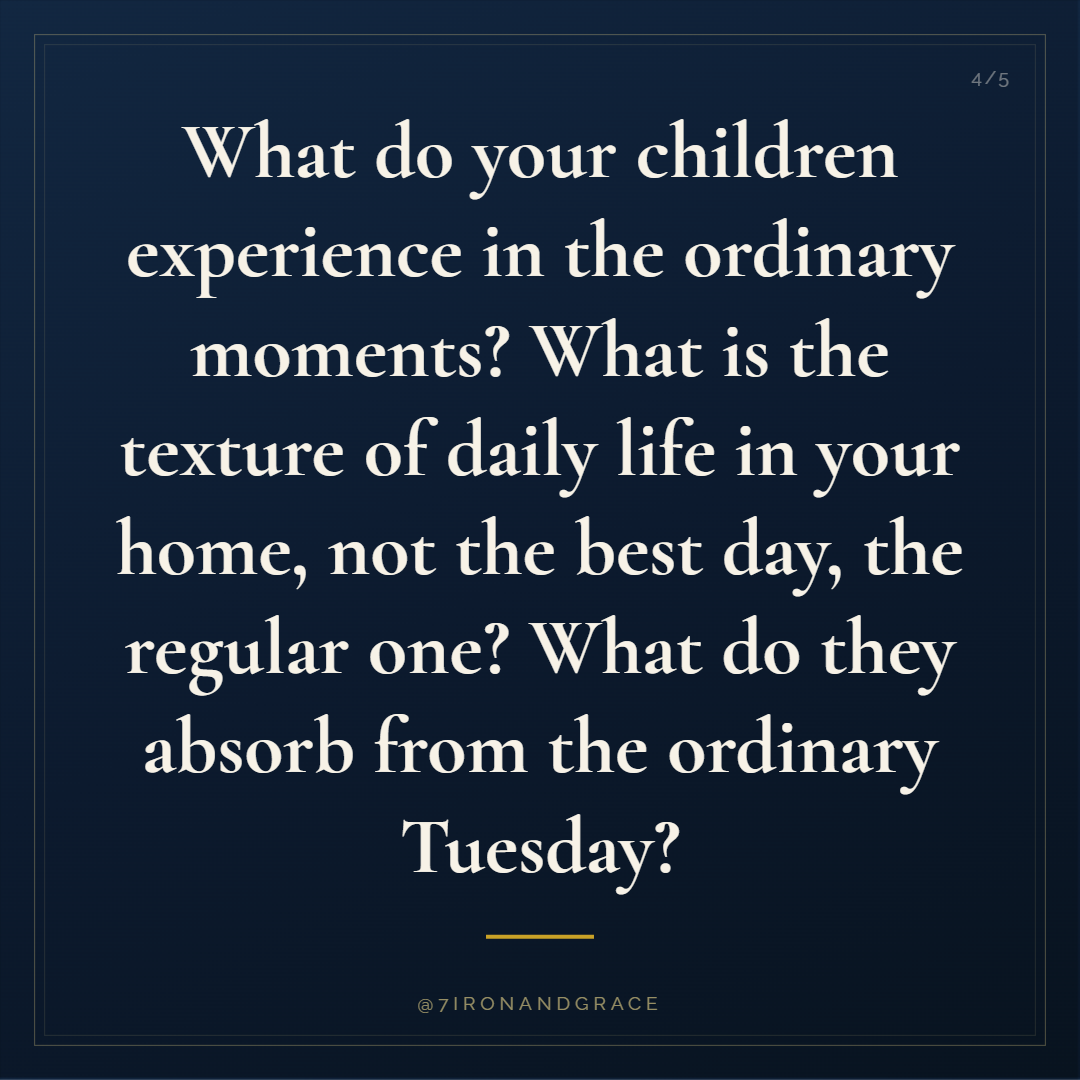 4/5
What do your children
experience in the ordinary
moments? What is the
texture of daily life in your
home, not the best day, the
regular one? What do they
absorb from the ordinary
Tuesday?
@7IRONANDGRACE